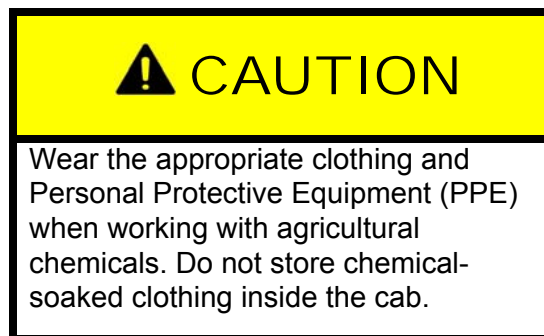 CAUTION
Wear the appropriate clothing and
Personal Protective Equipment (PPE)
when working with agricultural
chemicals. Do not store chemical-
soaked clothing inside the cab.